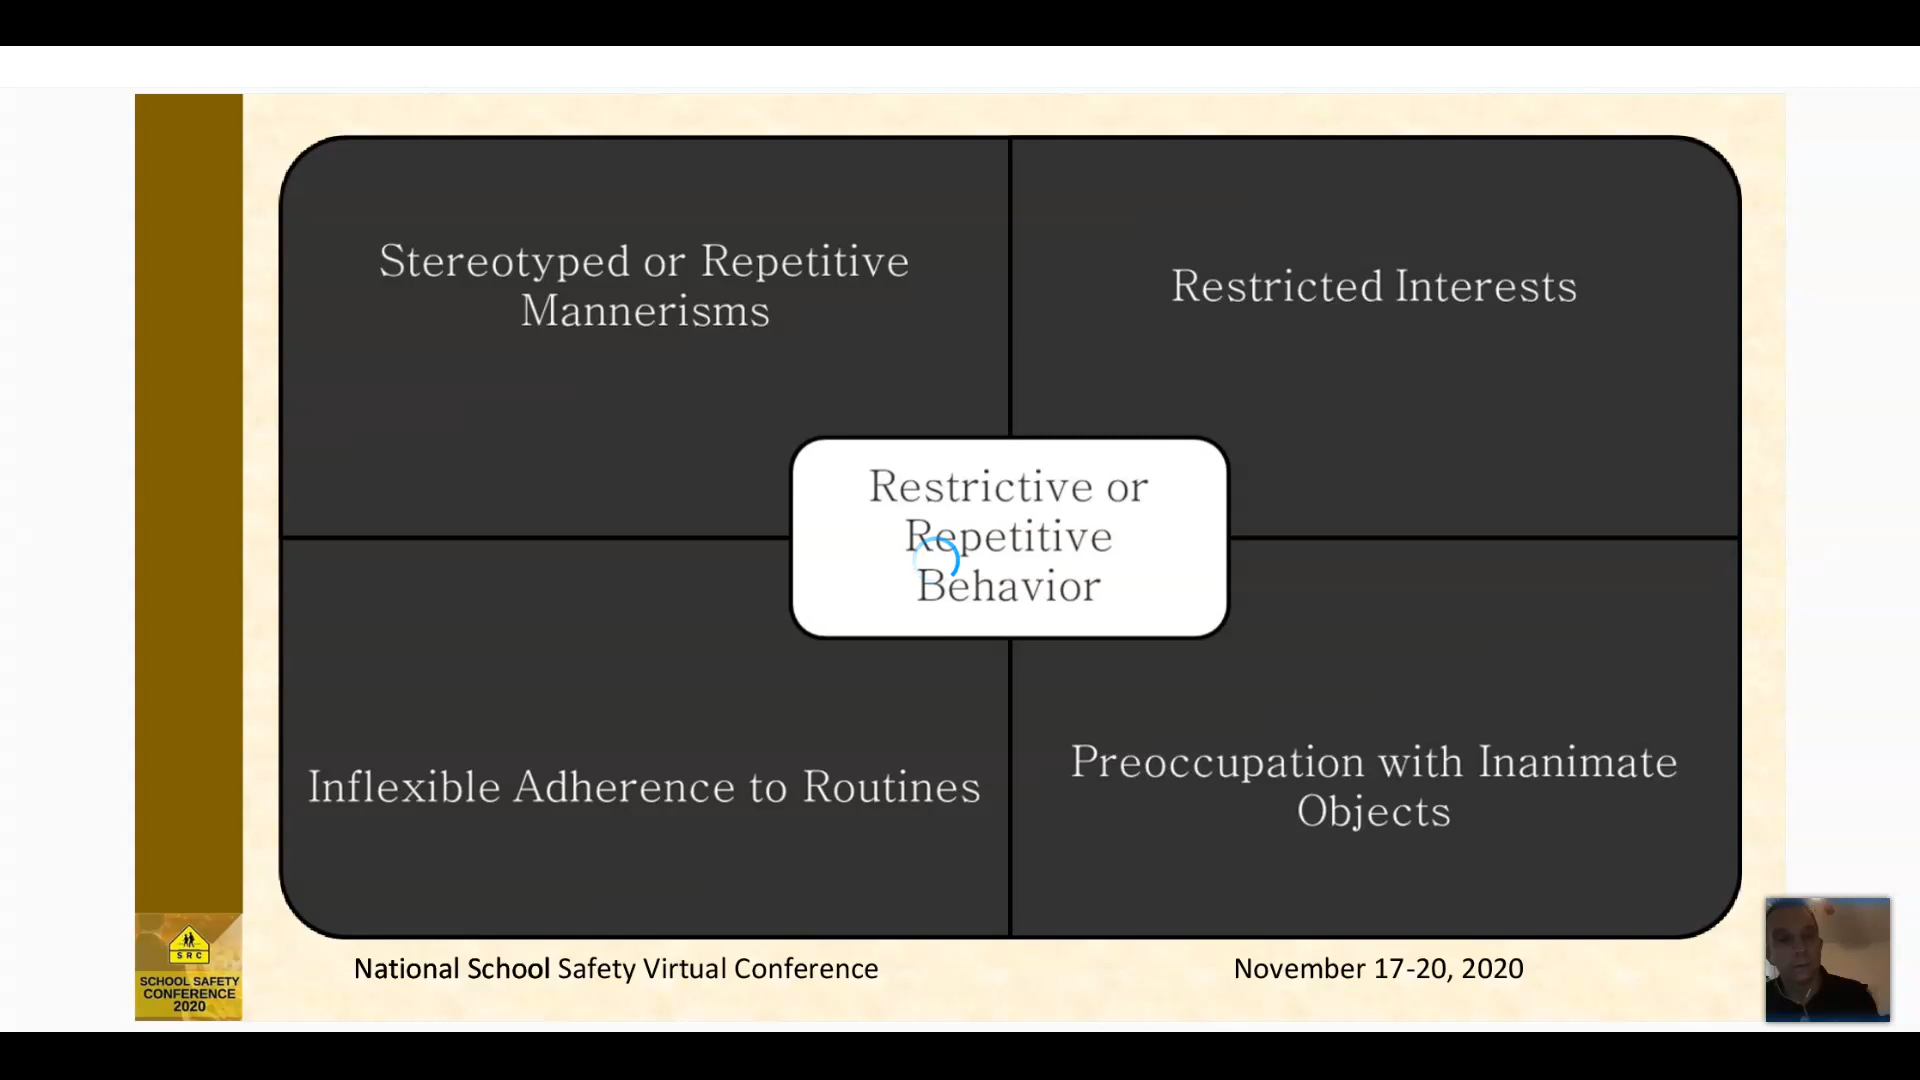 Stereotyped or Repetitive
Mannerisms
Restricted Interests
Restrictive or
Repetitive
Behavior
Inflexible Adherence to Routines
Preoccupation with Inanimate
Objects
SRC
SCHOOL SAFETY
CONFERENCE
2020
National School Safety Virtual Conference
November 17-20, 2020